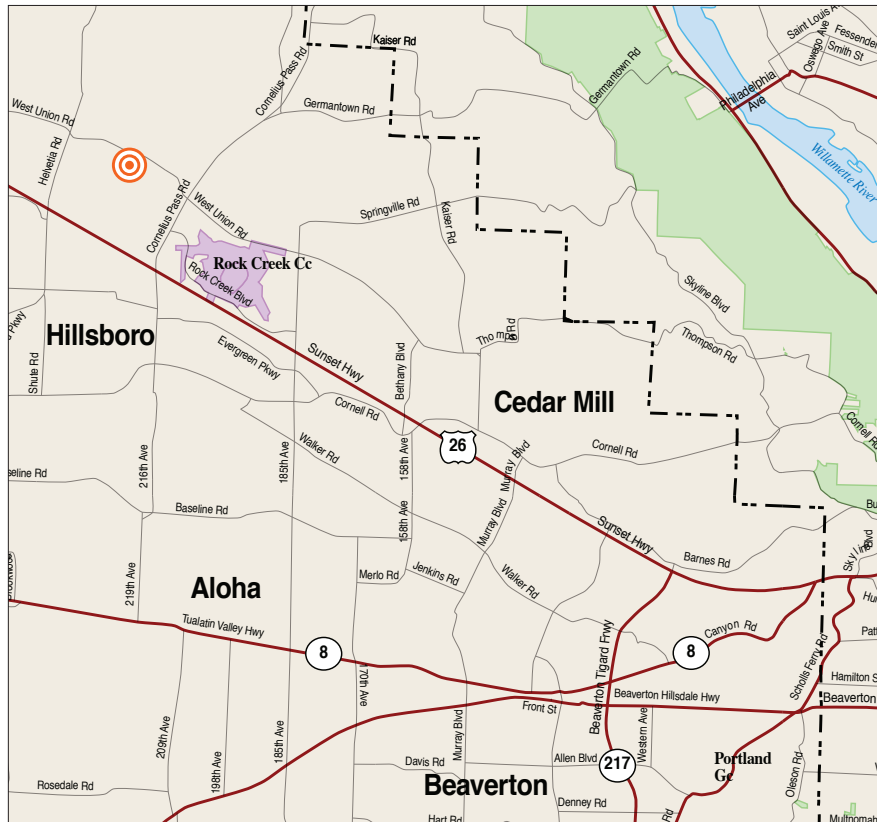 Kaiser Rd
Saint Louis Ave
Fessenden
Smith St
Oswego Ave
Cornelius Pass Rd
Germantown Rd
Germantown Rd
Philadelphia
Ave
West Union Rd
Helvetia Rd
Willamette River
Cornelius Pass Rd
West Union Rd
Springville Rd
Kaiser Rd
Rock Creek Cc
Rock Creek Blvd
Skyline Blvd
Hillsboro
Pkwy
Shute Rd
Evergreen Pkwy
Sunset Hwy
Bethany Blvd
Thompson Rd
Cedar Mill
Cornell Rd
Cornell Rd
Walker Rd
26
Murray Blvd
Cornell Rd
216th Ave
185th Ave
158th Ave
Baseline Rd
158th Ave
Murray Blvd
Sunset Hwy
Barnes Rd
Merlo Rd
Jenkins Rd
Walker Rd
Aloha
219th Ave
Tualatin Valley Hwy
8
8
Canyon Rd
Beaverton Tigard Frwy
Scholls Ferry Rd
Hamilton S
170th Ave
Beaverton Hillsdale Hwy
Beaverton
Front St
209th Ave
198th Ave
185th Ave
Murray Blvd
Western Ave
Davis Rd
Allen Blvd
217
Portland
Gc
Oleson Rd
Rosedale Rd
Beaverton
Denney Rd
Hart Rd
Multnomah